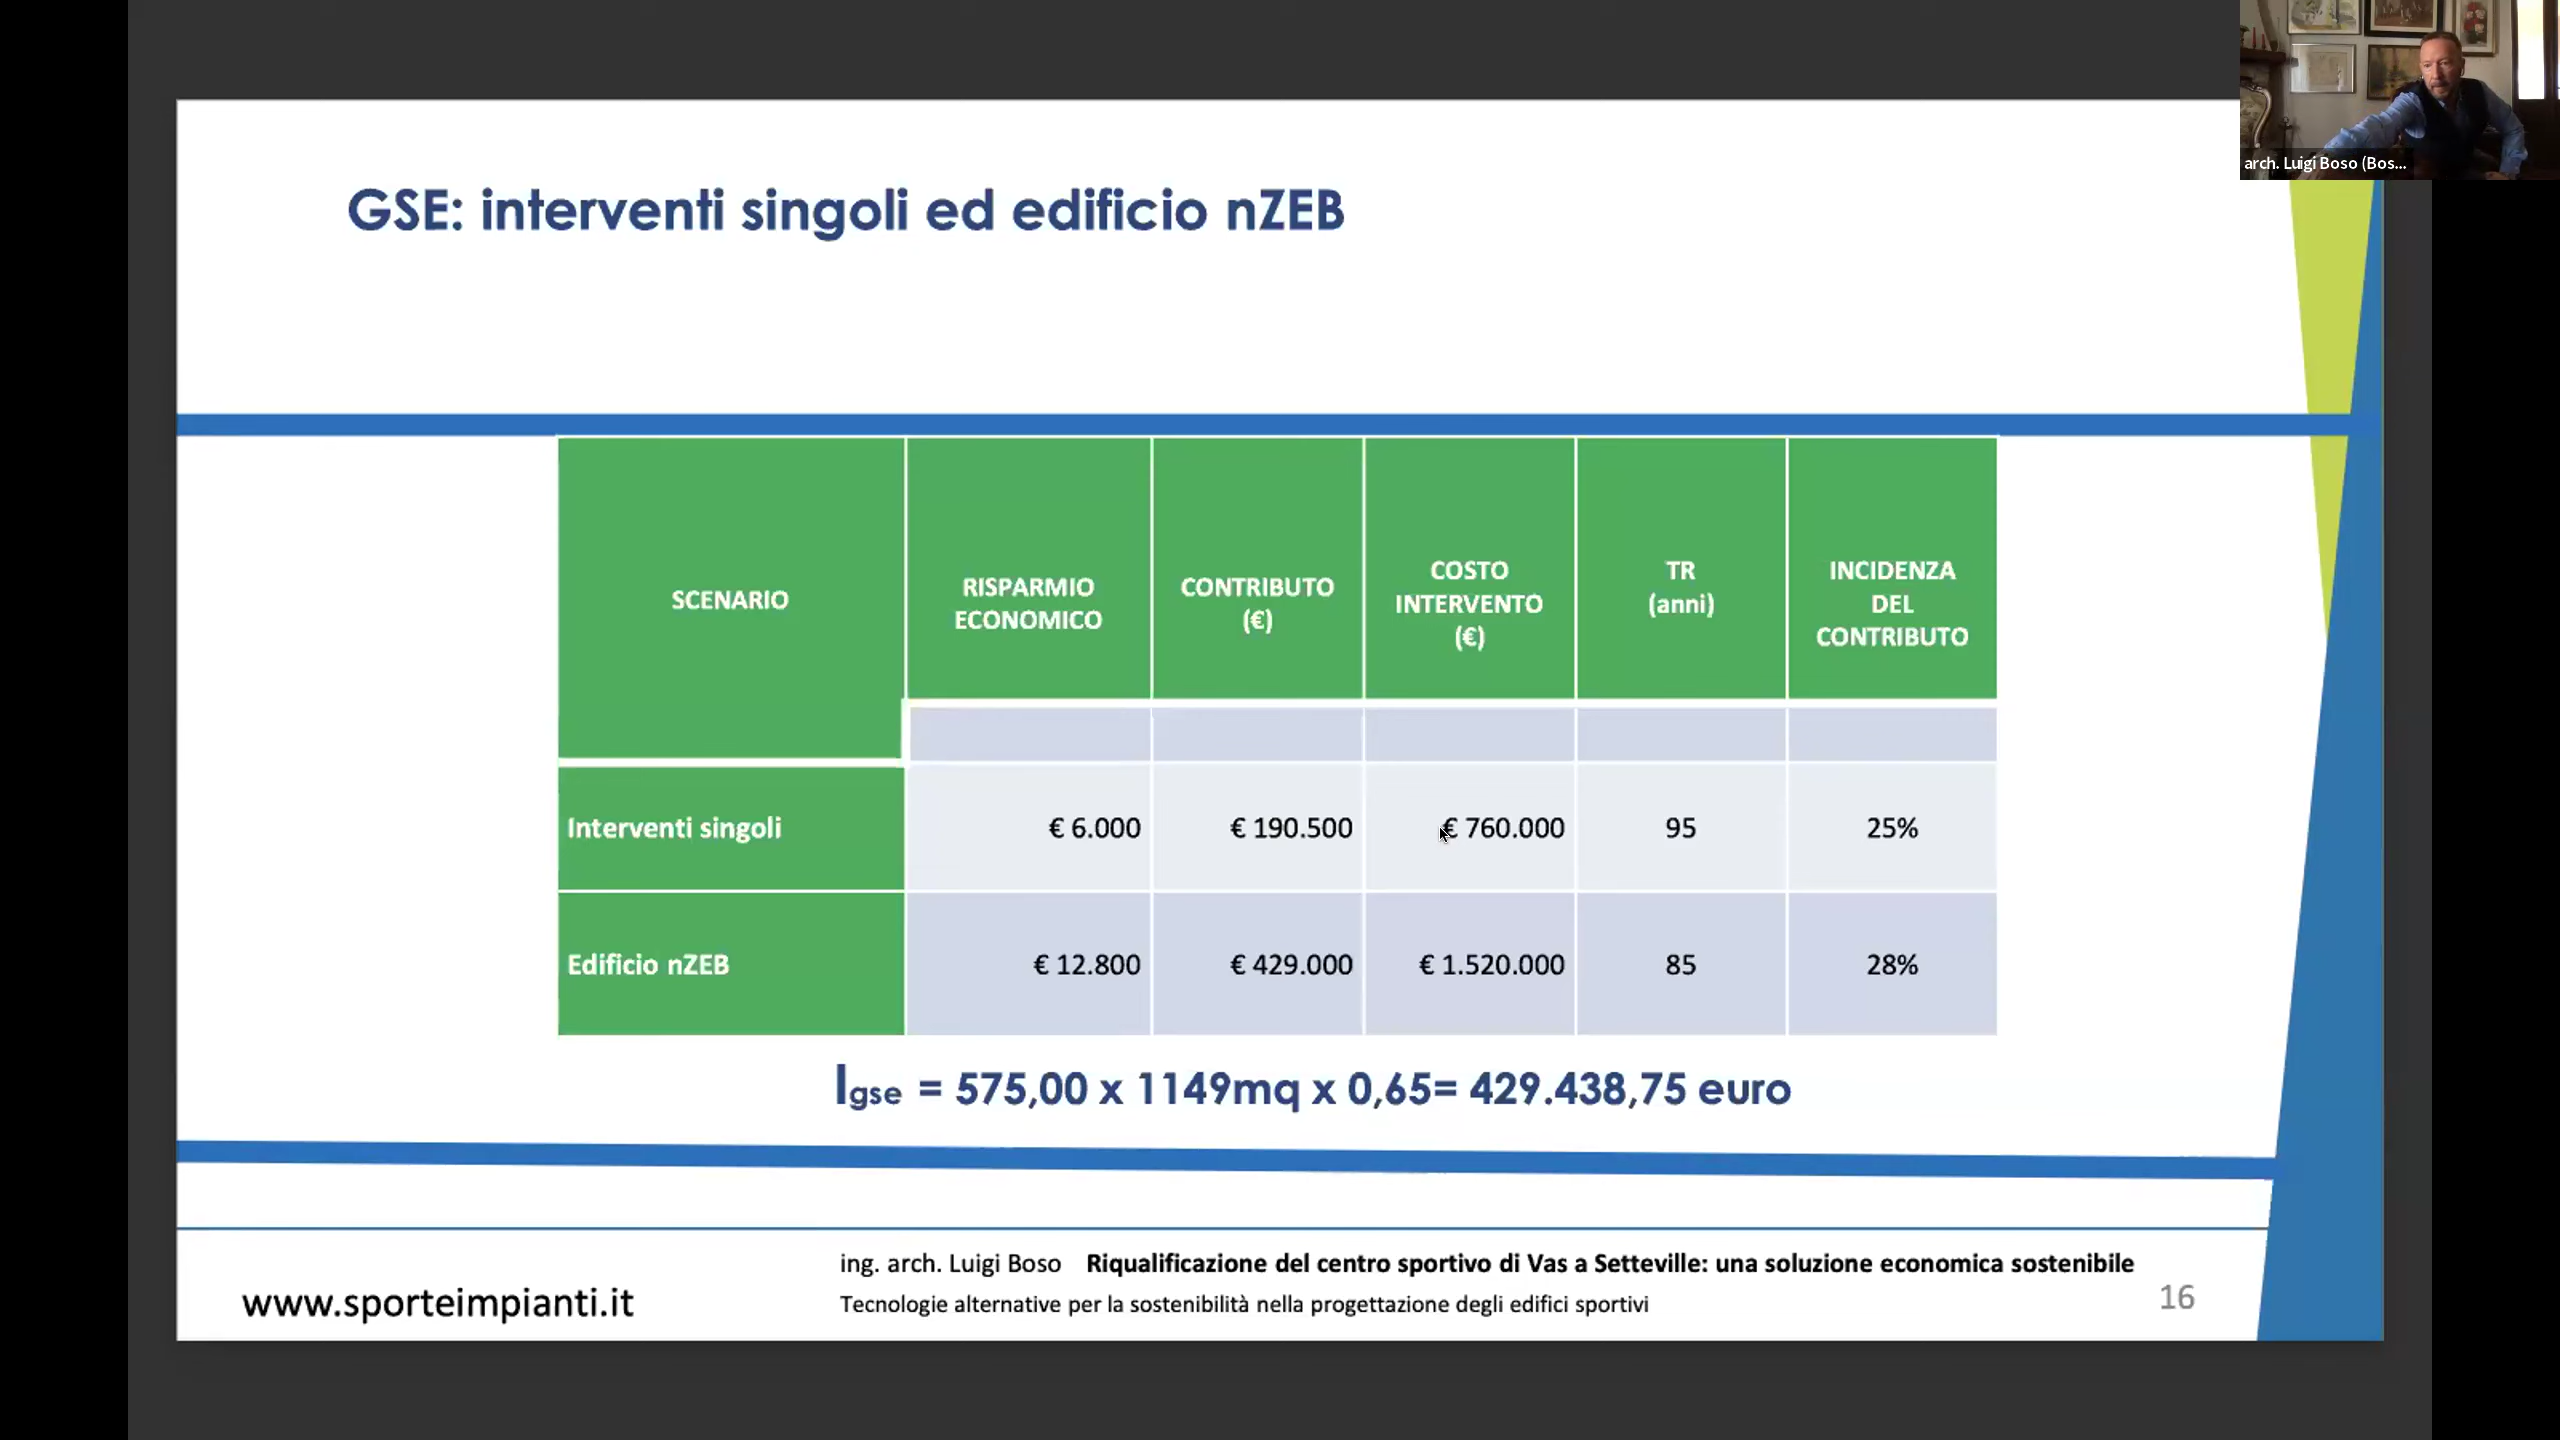 arch. Luigi Boso (Bos...
GSE: interventi singoli ed edificio nZEB
SCENARIO
RISPARMIO
ECONOMICO
CONTRIBUTO
(€)
COSTO
INTERVENTO
(€)
TR
(anni)
INCIDENZA
DEL
CONTRIBUTO
Interventi singoli € 6.000 € 190.500 € 760.000 95 25%
Edificio nZEB € 12.800 € 429.000 € 1.520.000 85 28%
Igse = 575,00 x 1149mq x 0,65= 429.438,75 euro
ing. arch. Luigi Boso Riqualificazione del centro sportivo di Vas a Setteville: una soluzione economica sostenibile
www.sporteimpianti.it
Tecnologie alternative per la sostenibilità nella progettazione degli edifici sportivi
16